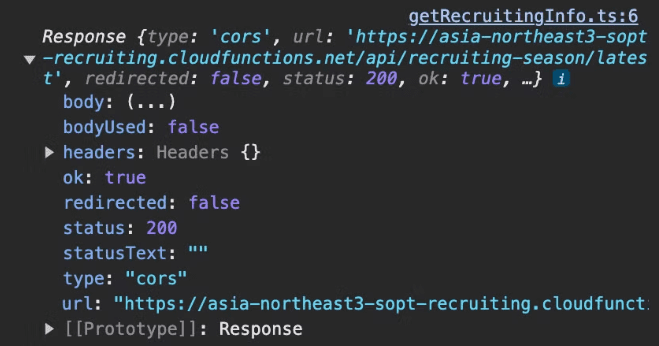 getRecruitingInfo.ts:6
Response {type: 'cors', url: 'https://asia-northeast3-sopt
-recruiting.cloudfunctions.net/api/recruiting-season/lates
t', redirected: false, status: 200, ok: true, …} i
body: (...)
bodyUsed: false
headers: Headers {}
ok: true
redirected: false
status: 200
statusText: ""
type: "cors"
url: "https://asia-northeast3-sopt-recruiting.cloudfuncti
[[Prototype]]: Response